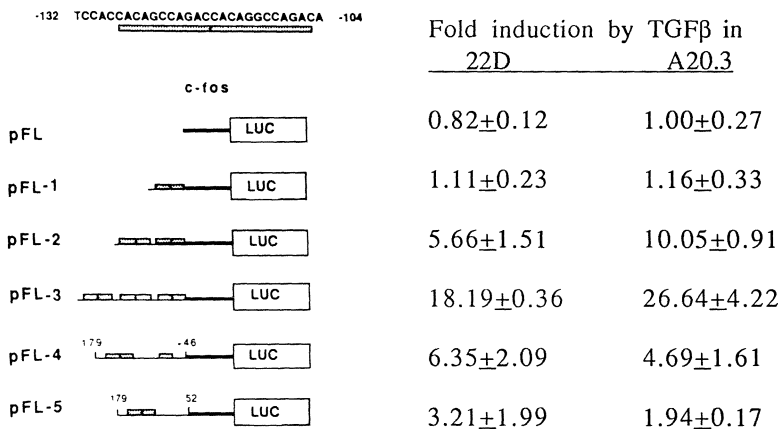 -132 TCCACCACAGCCAGACCACAGGCCAGACA -104
Fold induction by TGFβ in
22D A20.3
c-fos
pFL LUC 0.82±0.12 1.00±0.27
pFL-1 LUC 1.11±0.23 1.16±0.33
pFL-2 LUC 5.66±1.51 10.05±0.91
pFL-3 LUC 18.19±0.36 26.64±4.22
179 -46
pFL-4 LUC 6.35±2.09 4.69±1.61
179 52
pFL-5 LUC 3.21±1.99 1.94±0.17